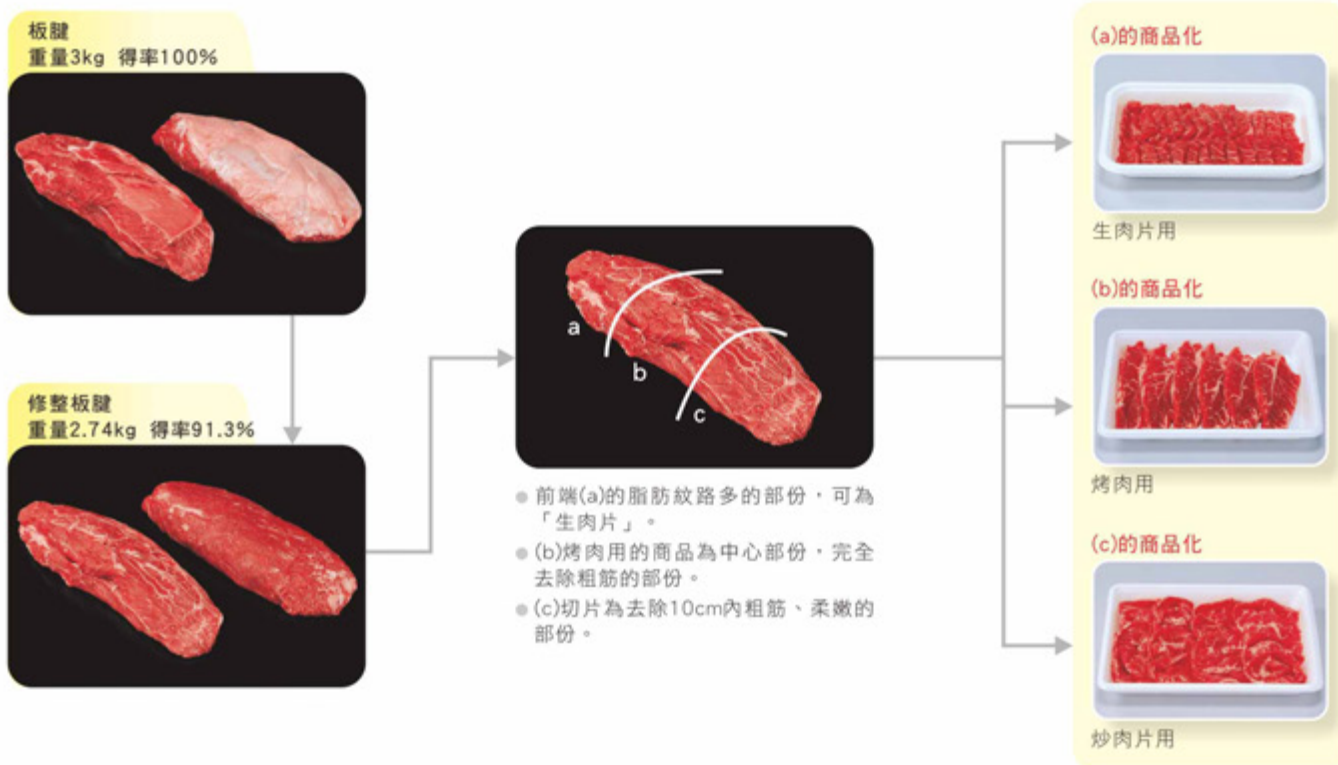 板腱
重量3kg 得率100%
修整板腱
重量2.74kg 得率91.3%
a
b
c
● 前端(a)的脂肪紋路多的部份，可為
「生肉片」。
● (b)烤肉用的商品為中心部份，完全
去除粗筋的部份。
● (c)切片為去除10cm內粗筋、柔嫩的
部份。
(a)的商品化
生肉片用
(b)的商品化
烤肉用
(c)的商品化
炒肉片用